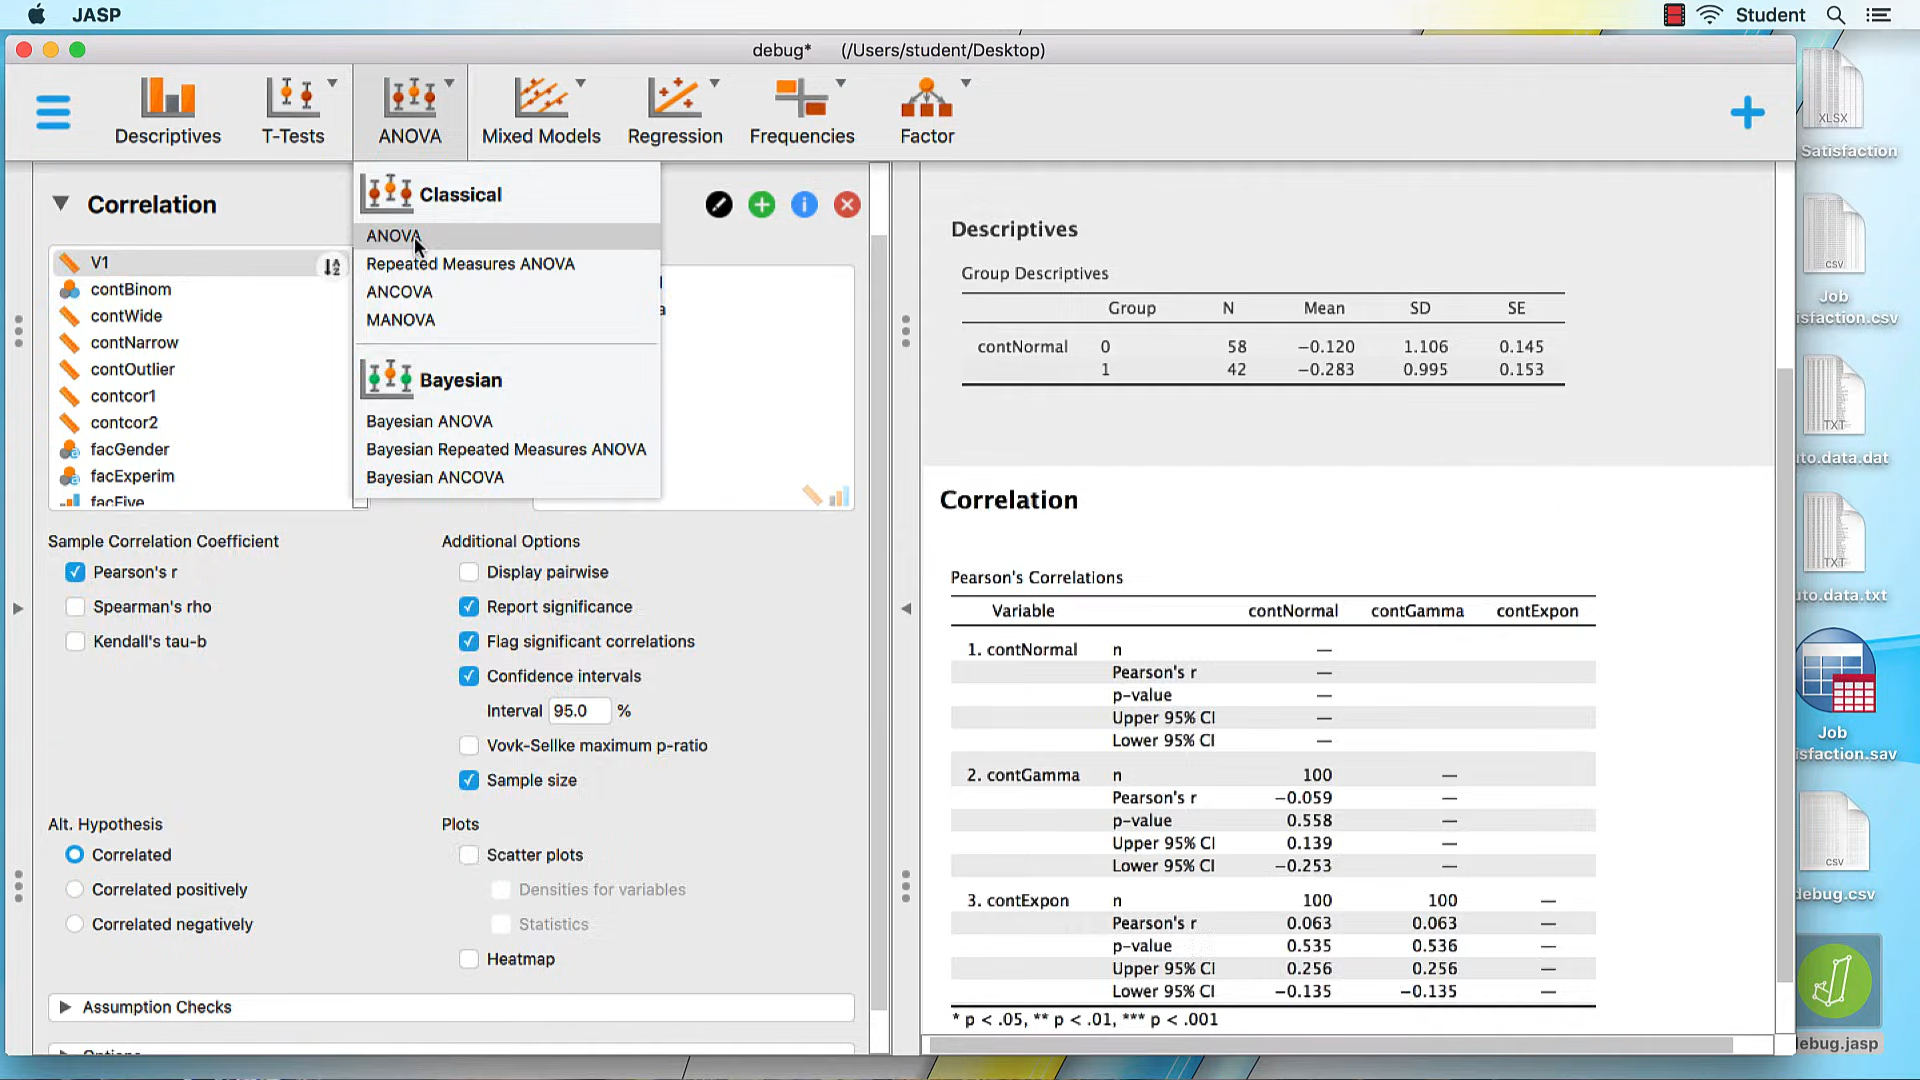 JASP
Student
debug* (/Users/student/Desktop)
Descriptives
T-Tests
ANOVA
Mixed Models
Regression
Frequencies
Factor
Correlation
Classical
ANOVA
Repeated Measures ANOVA
ANCOVA
MANOVA
Bayesian
Bayesian ANOVA
Bayesian Repeated Measures ANOVA
Bayesian ANCOVA
V1
contBinom
contWide
contNarrow
contOutlier
contcor1
contcor2
facGender
facExperim
facFive
Sample Correlation Coefficient
Pearson's r
Spearman's rho
Kendall's tau-b
Additional Options
Display pairwise
Report significance
Flag significant correlations
Confidence intervals
Interval 95.0 %
Vovk-Sellke maximum p-ratio
Sample size
Alt. Hypothesis
Correlated
Correlated positively
Correlated negatively
Plots
Scatter plots
Densities for variables
Statistics
Heatmap
Assumption Checks
Options
Descriptives
Group Descriptives
Group N Mean SD SE
contNormal 0 58 −0.120 1.106 0.145
1 42 −0.283 0.995 0.153
Correlation
Pearson's Correlations
Variable contNormal contGamma contExpon
1. contNormal n —
Pearson's r —
p-value —
Upper 95% CI —
Lower 95% CI —
2. contGamma n 100 —
Pearson's r −0.059 —
p-value 0.558 —
Upper 95% CI 0.139 —
Lower 95% CI −0.253 —
3. contExpon n 100 100 —
Pearson's r 0.063 0.063 —
p-value 0.535 0.536 —
Upper 95% CI 0.256 0.256 —
Lower 95% CI −0.135 −0.135 —
* p < .05, ** p < .01, *** p < .001
XLSX
Satisfaction
CSV
Job
isfaction.csv
TXT
uto.data.dat
TXT
uto.data.txt
Job
isfaction.sav
CSV
debug.csv
debug.jasp